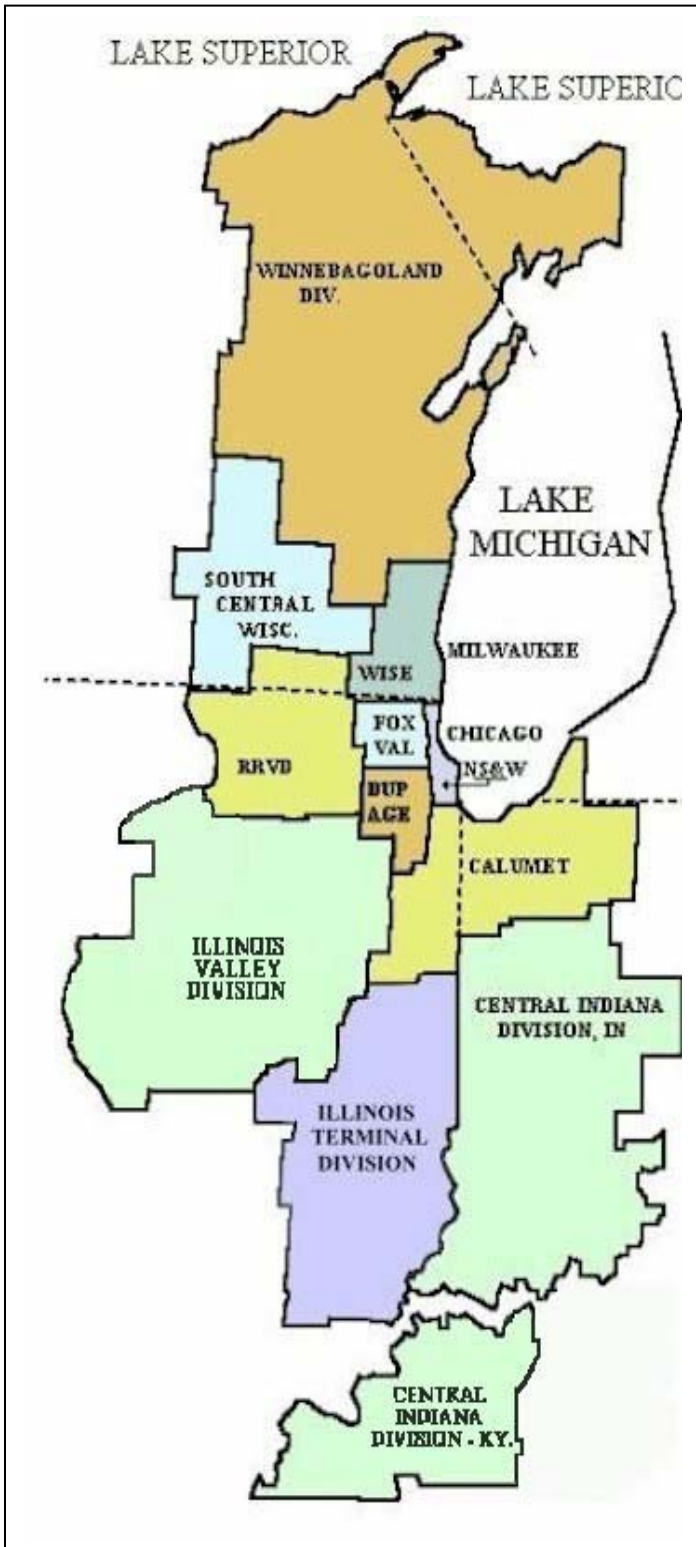 LAKE SUPERIOR
LAKE SUPERIO
WINNEBAGOLAND
DIV.
LAKE
MICHIGAN
SOUTH
CENTRAL
WISC.
WISE
MILWAUKEE
FOX
VAL
CHICAGO
NS&W
RRVD
DUP
AGE
CALUMET
ILLINOIS
VALLEY
DIVISION
CENTRAL INDIANA
DIVISION, IN
ILLINOIS
TERMINAL
DIVISION
CENTRAL
INDIANA
DIVISION - KY.